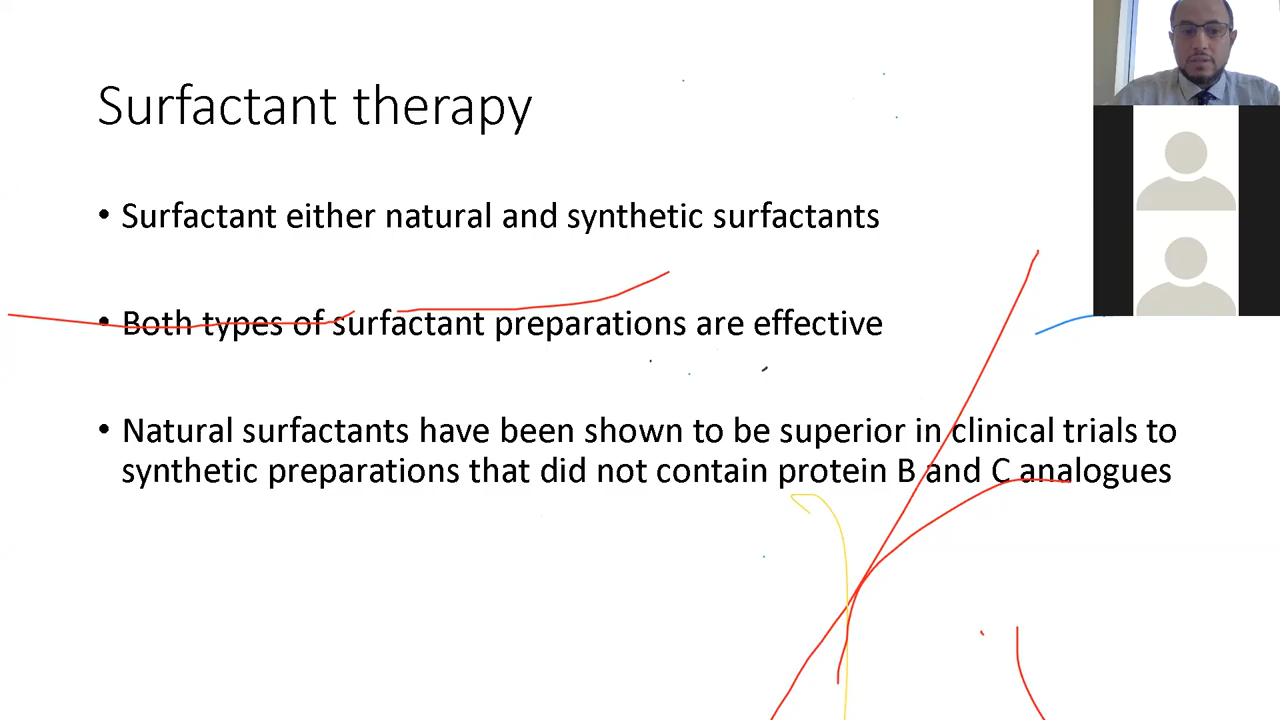 Surfactant therapy
• Surfactant either natural and synthetic surfactants
• Both types of surfactant preparations are effective
• Natural surfactants have been shown to be superior in clinical trials to
synthetic preparations that did not contain protein B and C analogues